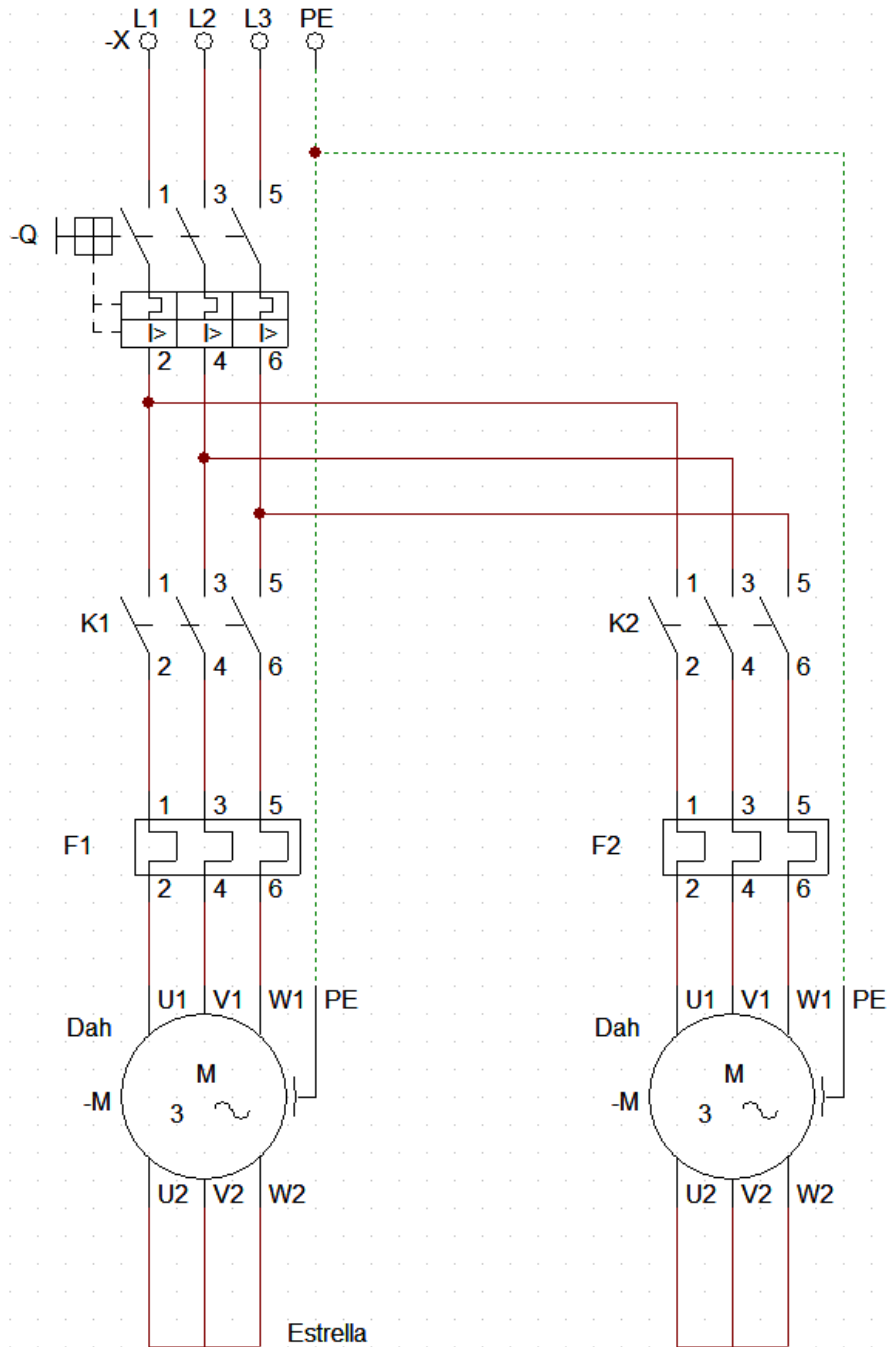 L1 L2 L3 PE
-X
1 3 5
-Q
I> I> I>
2 4 6
1 3 5 1 3 5
K1 K2
2 4 6 2 4 6
1 3 5 1 3 5
F1 F2
2 4 6 2 4 6
U1 V1 W1 PE U1 V1 W1 PE
Dah Dah
M M
-M 3 -M 3
U2 V2 W2 U2 V2 W2
Estrella